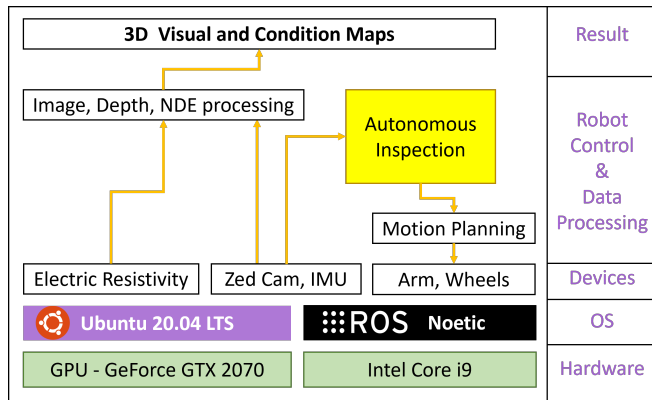 3D Visual and Condition Maps
Result
Image, Depth, NDE processing
Autonomous
Inspection
Robot
Control
&
Data
Processing
Motion Planning
Electric Resistivity
Zed Cam, IMU
Arm, Wheels
Devices
Ubuntu 20.04 LTS
ROS Noetic
OS
GPU - GeForce GTX 2070
Intel Core i9
Hardware